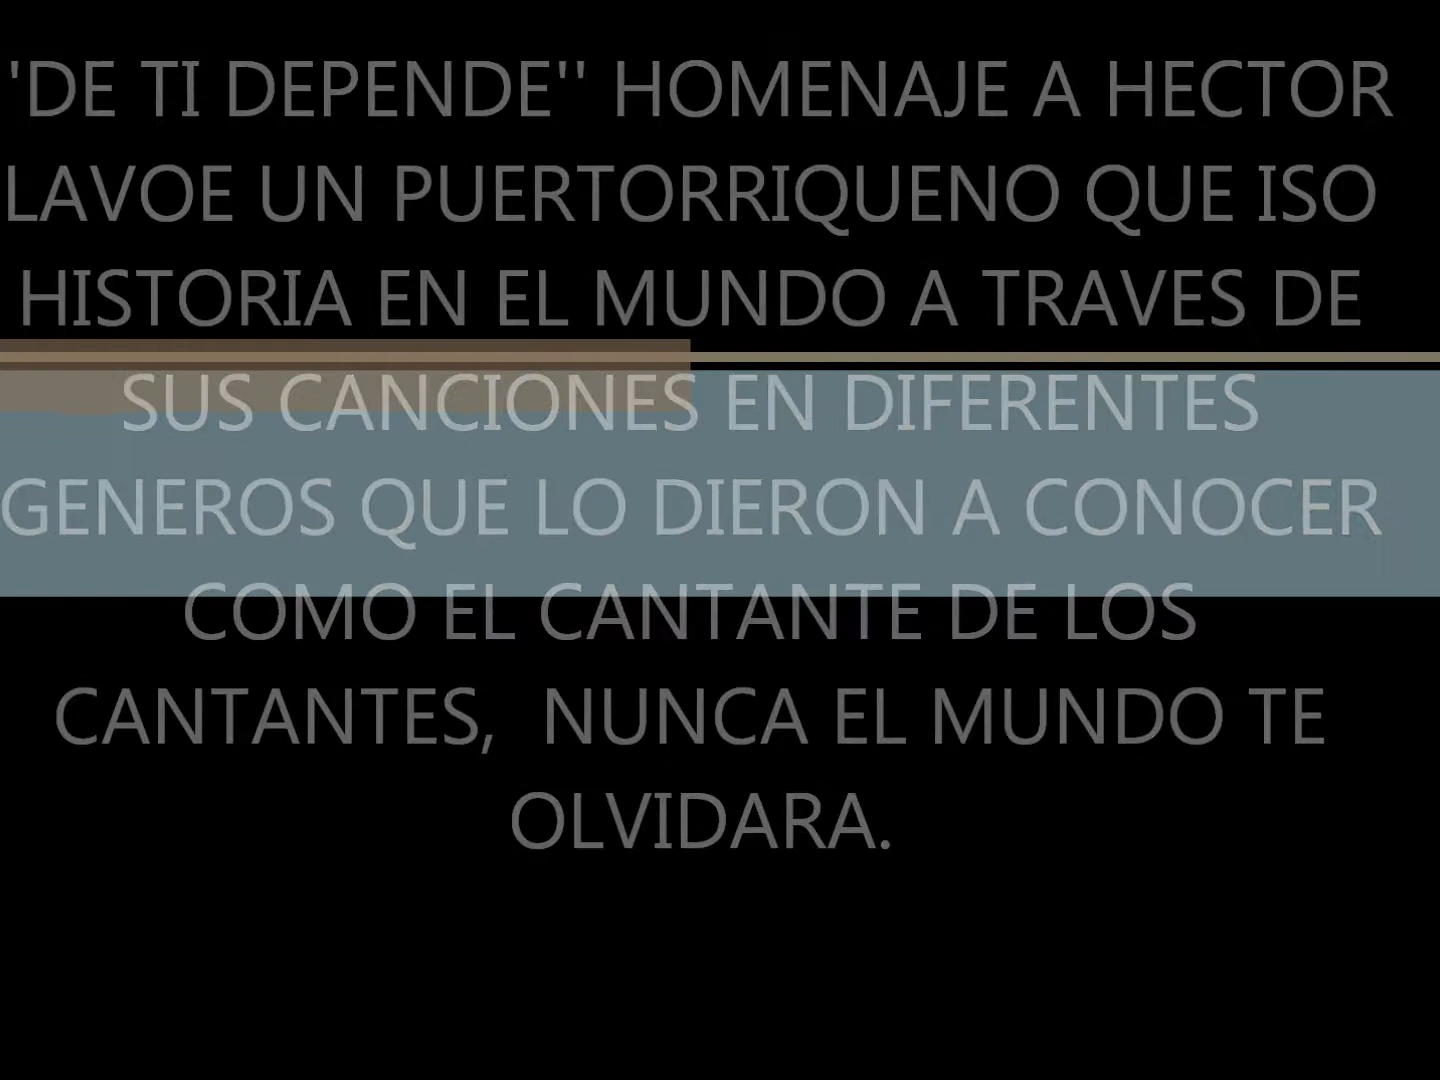 'DE TI DEPENDE'' HOMENAJE A HECTOR
LAVOE UN PUERTORRIQUENO QUE ISO
HISTORIA EN EL MUNDO A TRAVES DE
SUS CANCIONES EN DIFERENTES
GENEROS QUE LO DIERON A CONOCER
COMO EL CANTANTE DE LOS
CANTANTES,  NUNCA EL MUNDO TE
OLVIDARA.